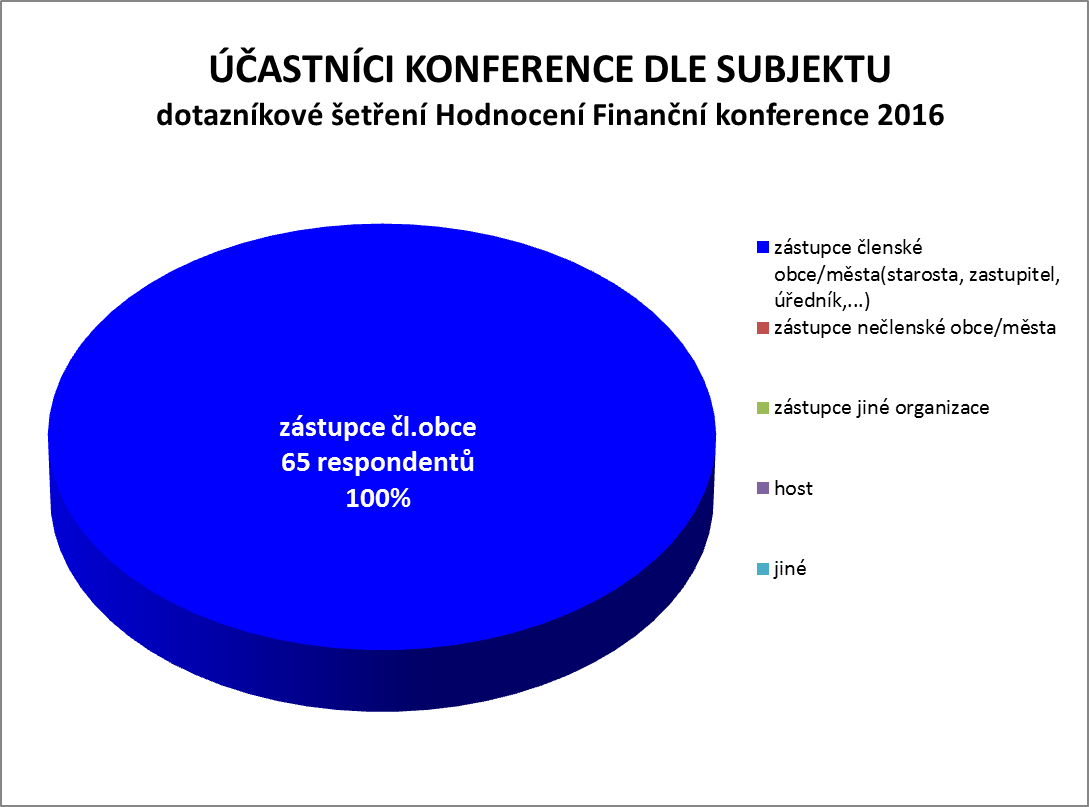 ÚČASTNÍCI KONFERENCE DLE SUBJEKTU
dotazníkové šetření Hodnocení Finanční konference 2016
zástupce čl.obce
65 respondentů
100%
zástupce členské
obce/města(starosta, zastupitel,
úředník,...)
zástupce nečlenské obce/města
zástupce jiné organizace
host
jiné